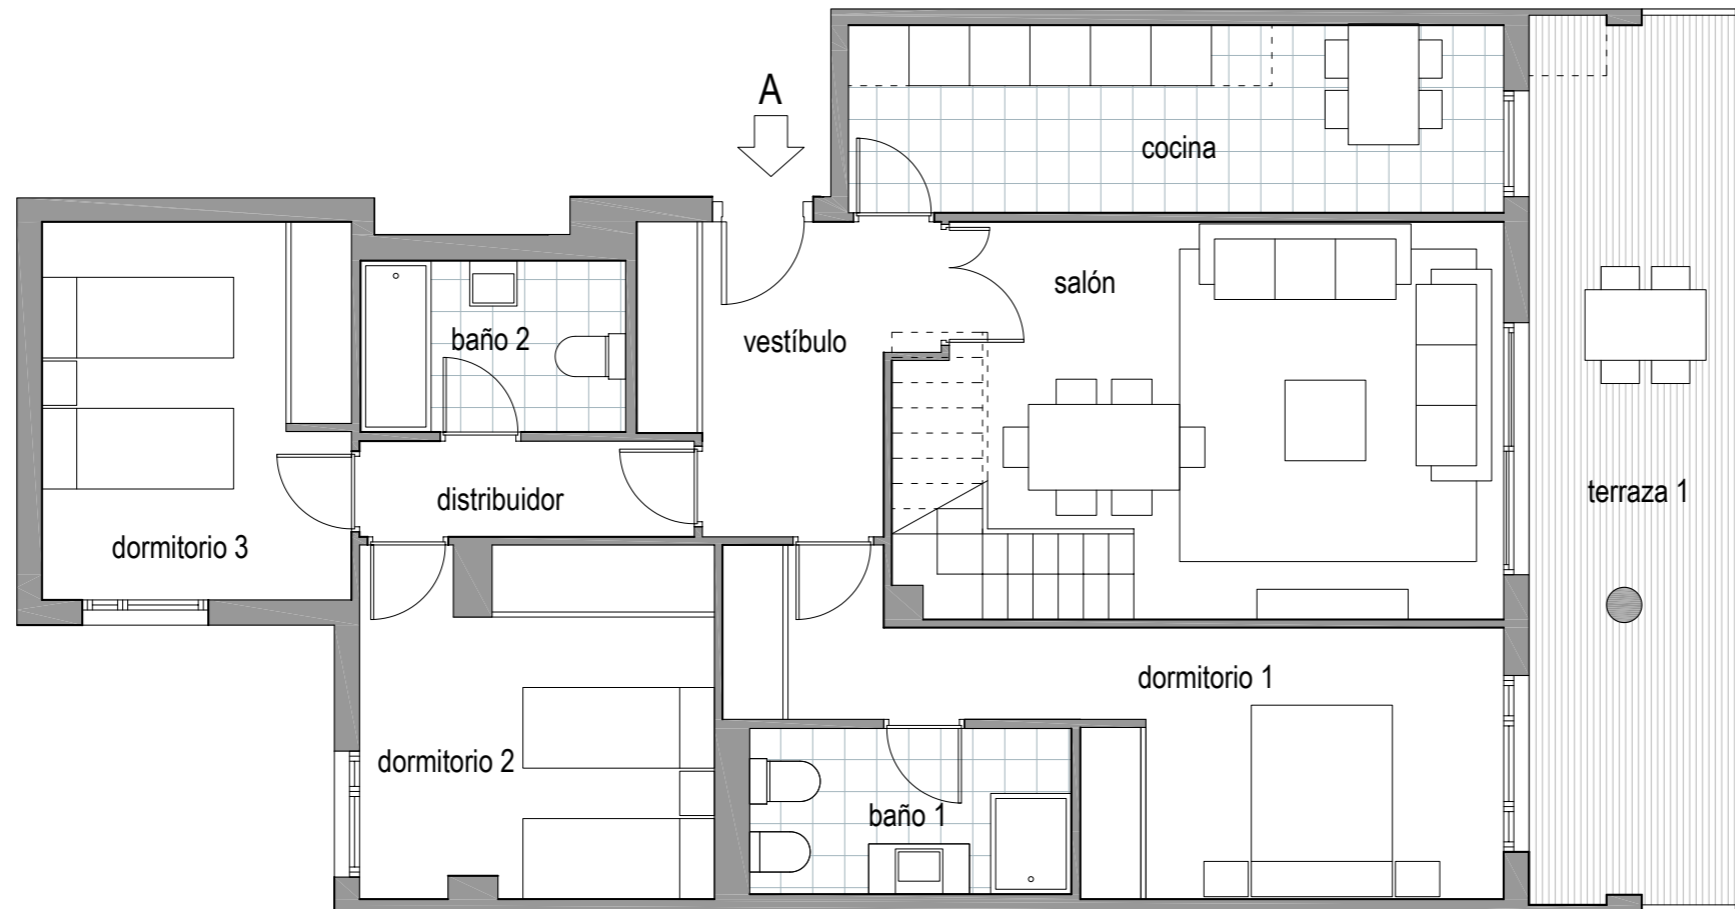 A
cocina
salón
baño 2
vestíbulo
distribuidor
terraza 1
dormitorio 3
dormitorio 1
dormitorio 2
baño 1